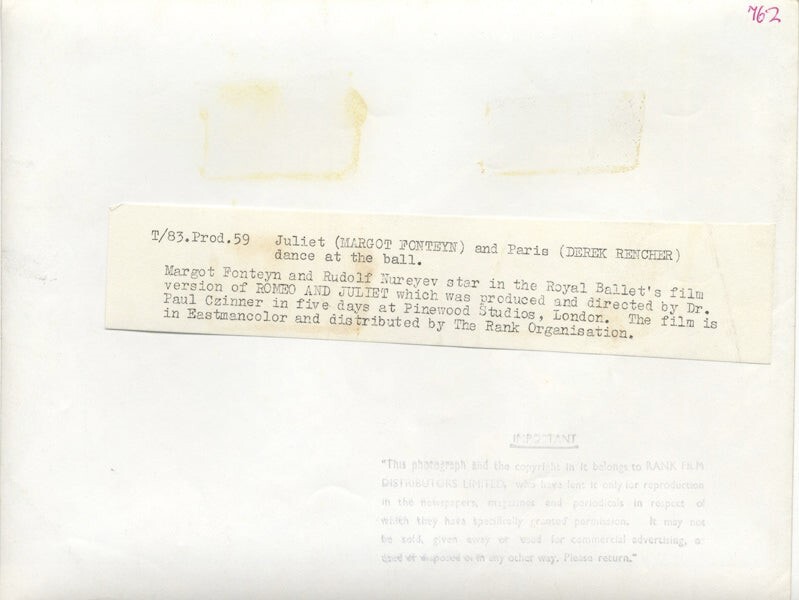 762
T/83.Prod.59 Juliet (MARGOT FONTEYN) and Paris (DEREK RENCHER)
dance at the ball.
Margot Fonteyn and Rudolf Nureyev star in the Royal Ballet's film
version of ROMEO AND JULIET which was produced and directed by Dr.
Paul Czinner in five days at Pinewood Studios, London. The film is
in Eastmancolor and distributed by The Rank Organisation.
IMPORTANT
"This photograph and the copyright in it belongs to RANK FILM
DISTRIBUTORS LIMITED, who have lent it only for reproduction
in the newspapers, magazines and periodicals in respect of
which they have specifically granted permission. It may not
be sold, given away or used for commercial advertising, or
used or disposed in any other way. Please return."